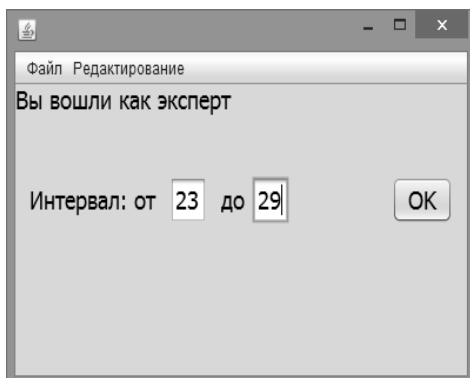 Файл Редактирование
Вы вошли как эксперт
Интервал: от 23 до 29 OK